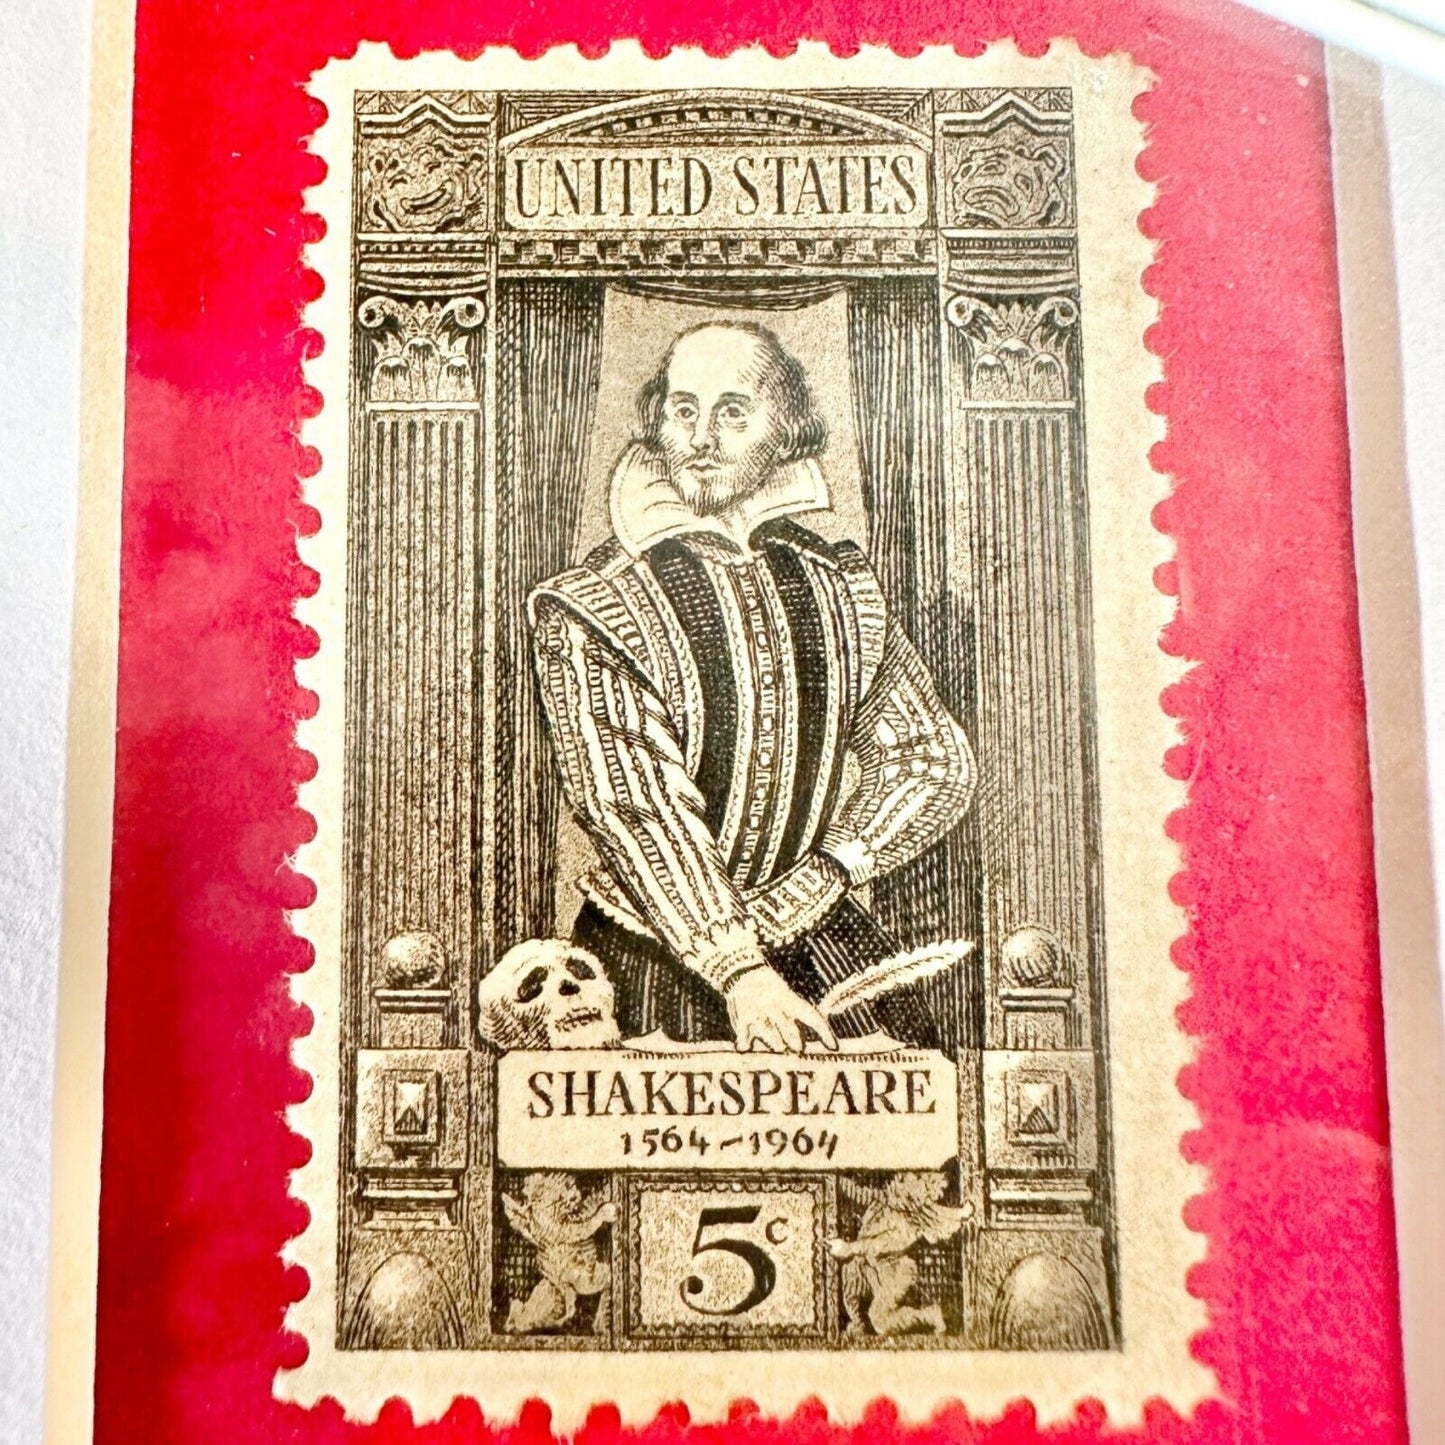 UNITED STATES
SHAKESPEARE
1564-1964
5c